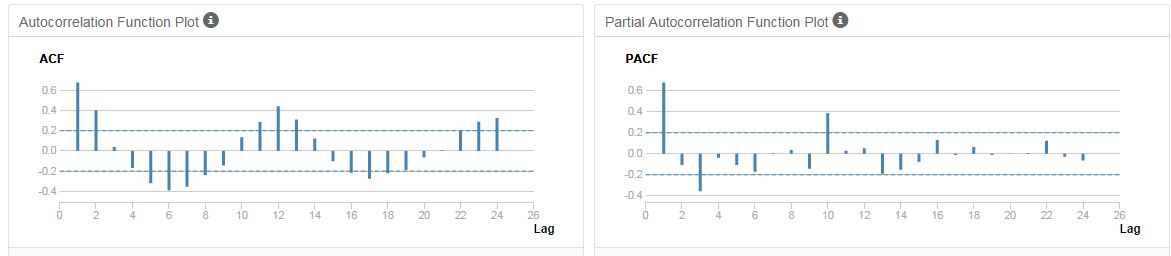 Autocorrelation Function Plot
ACF
0.6
0.4
0.2
0.0
-0.2
-0.4
0 2 4 6 8 10 12 14 16 18 20 22 24 26
Lag
Partial Autocorrelation Function Plot
PACF
0.6
0.4
0.2
0.0
-0.2
-0.4
0 2 4 6 8 10 12 14 16 18 20 22 24 26
Lag